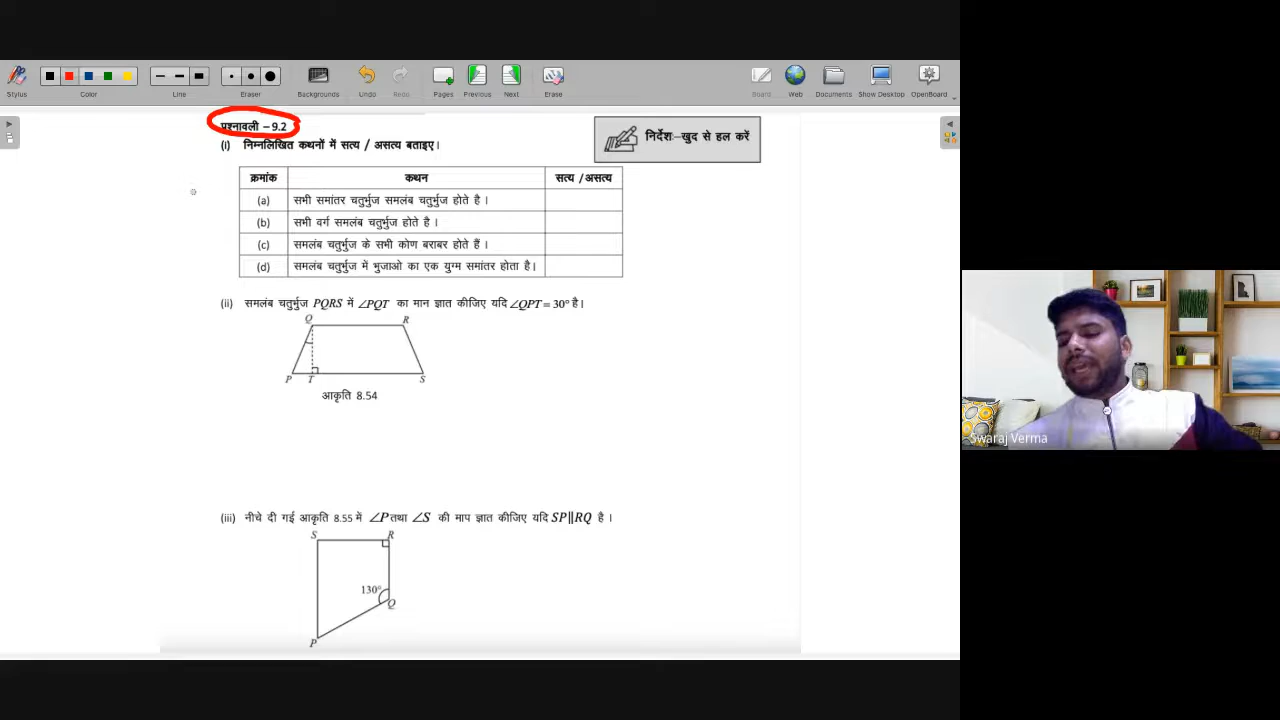 Stylus Color Line Eraser Backgrounds Undo Redo Pages Previous Next Erase Board Web Documents Show Desktop OpenBoard
प्रश्नावली – 9.2
निर्देशः–खुद से हल करें
(i) निम्नलिखित कथनों में सत्य / असत्य बताइए।
क्रमांक कथन सत्य /असत्य
(a) सभी समांतर चतुर्भुज समलंब चतुर्भुज होते है ।
(b) सभी वर्ग समलंब चतुर्भुज होते है ।
(c) समलंब चतुर्भुज के सभी कोण बराबर होते हैं ।
(d) समलंब चतुर्भुज में भुजाओ का एक युग्म समांतर होता है ।
(ii) समलंब चतुर्भुज PQRS में ∠PQT का मान ज्ञात कीजिए यदि ∠QPT = 30° है।
Q R
P T S
आकृति 8.54
Swaraj Verma
(iii) नीचे दी गई आकृति 8.55 में ∠P तथा ∠S की माप ज्ञात कीजिए यदि SP||RQ है ।
S R
130°
Q
P